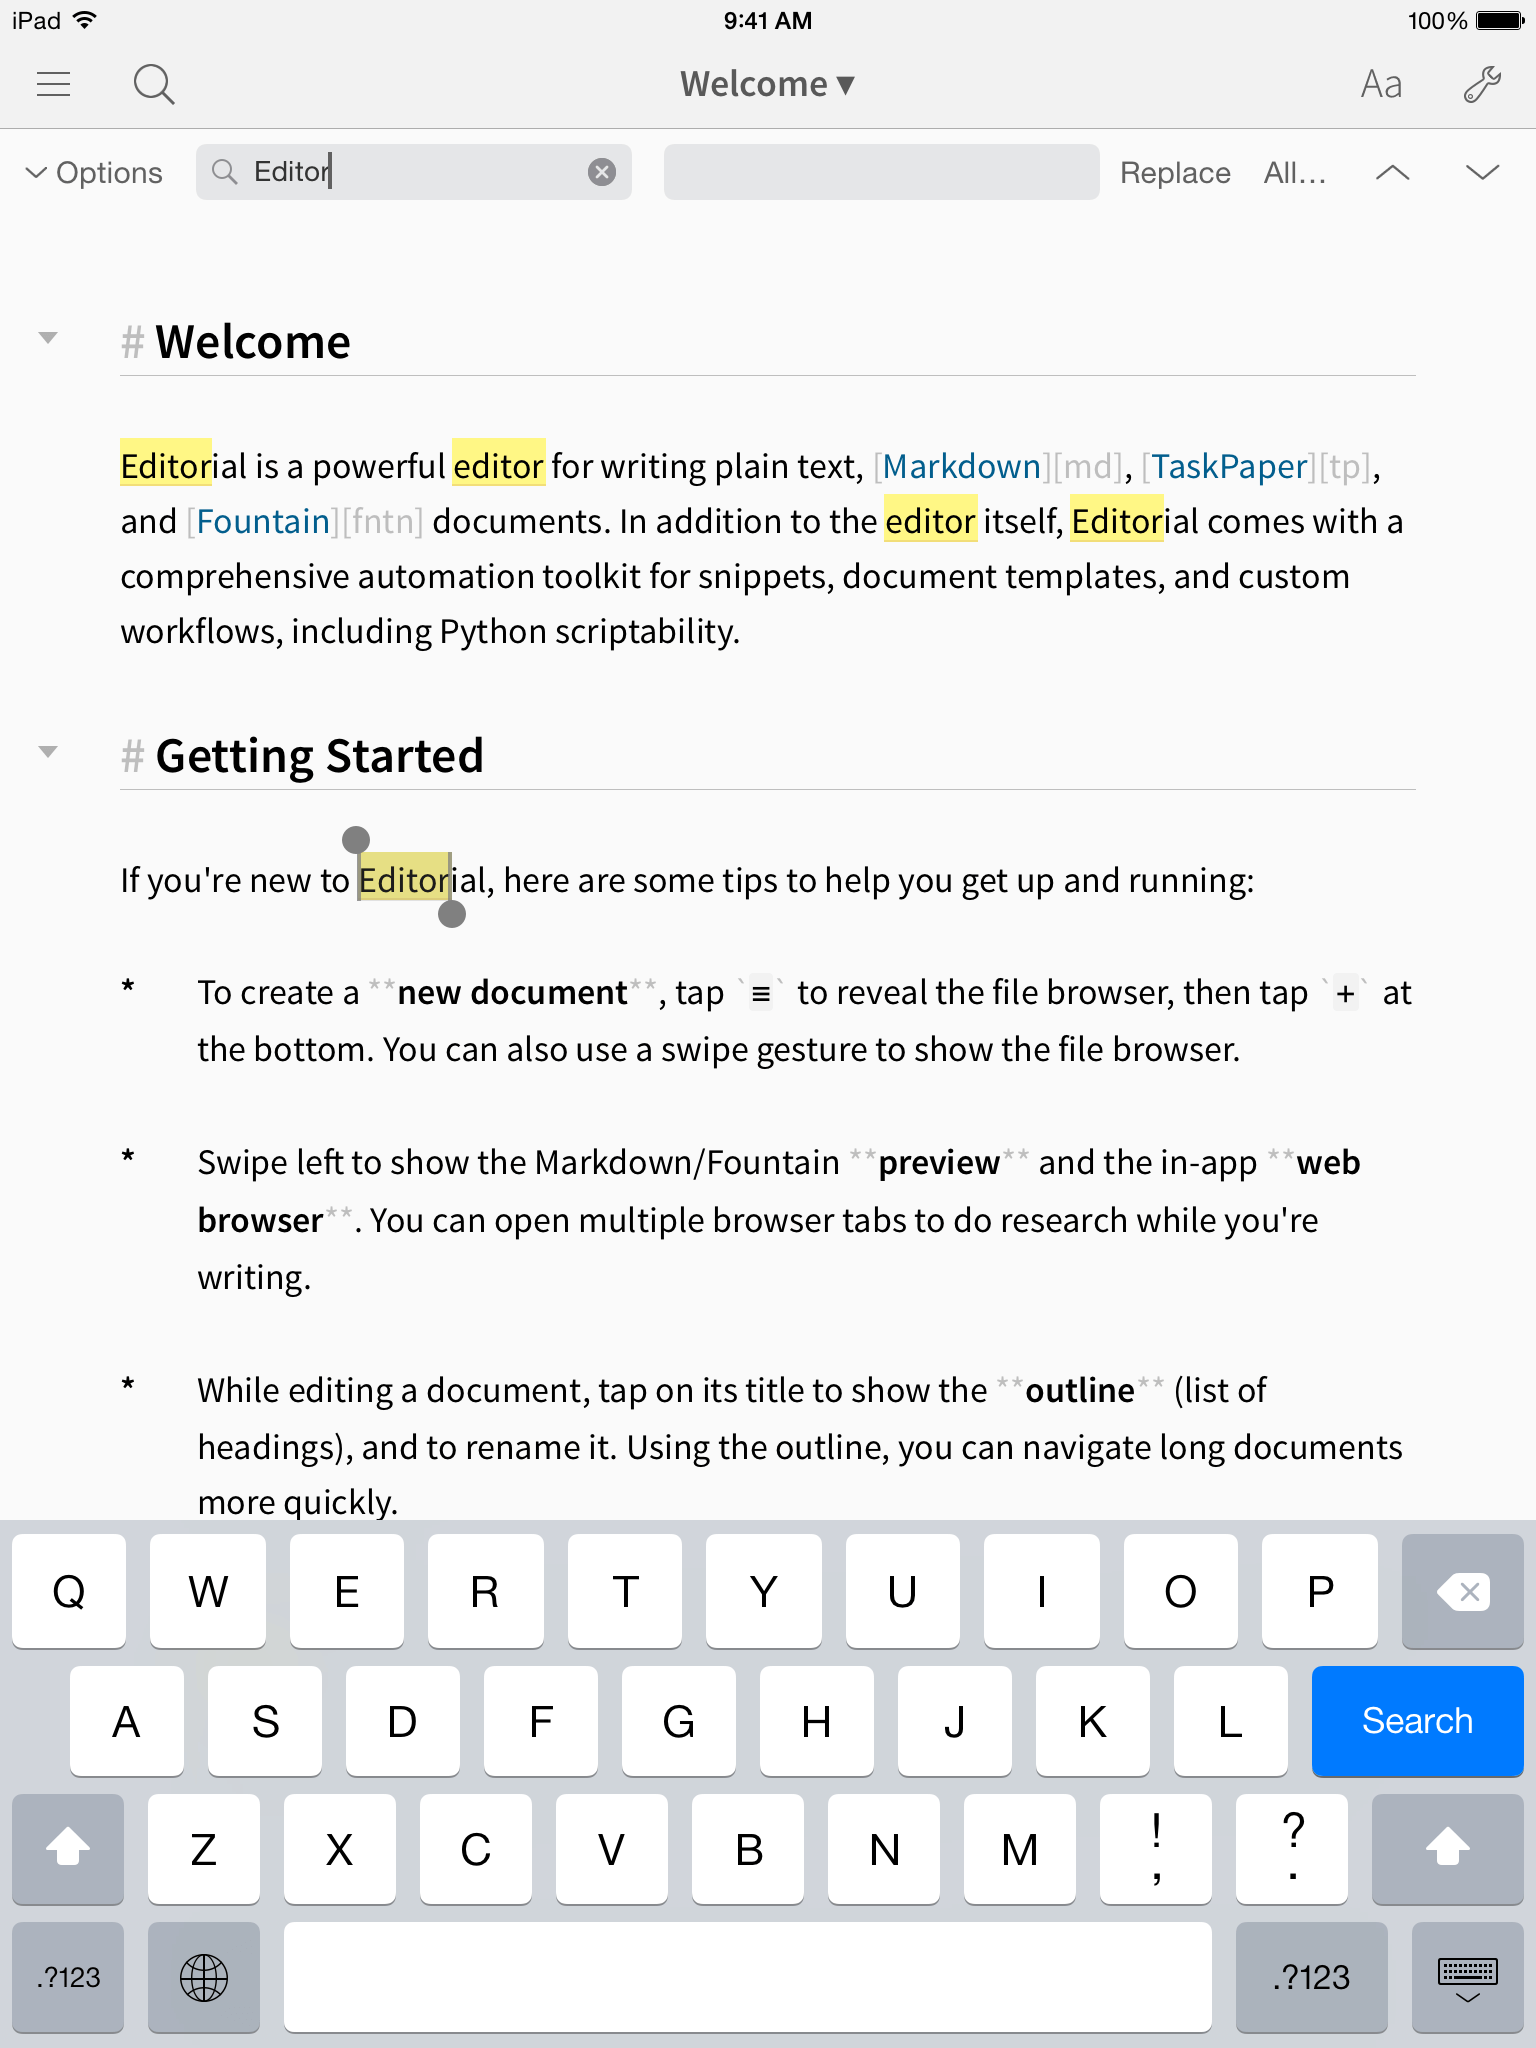 iPad 9:41 AM 100%
Welcome ▾ Aa
Options Editor Replace All...
# Welcome
Editorial is a powerful editor for writing plain text, [Markdown][md], [TaskPaper][tp],
and [Fountain][fntn] documents. In addition to the editor itself, Editorial comes with a
comprehensive automation toolkit for snippets, document templates, and custom
workflows, including Python scriptability.
# Getting Started
If you're new to Editorial, here are some tips to help you get up and running:
* To create a **new document**, tap `≡` to reveal the file browser, then tap `+` at
the bottom. You can also use a swipe gesture to show the file browser.
* Swipe left to show the Markdown/Fountain **preview** and the in-app **web
browser**. You can open multiple browser tabs to do research while you're
writing.
* While editing a document, tap on its title to show the **outline** (list of
headings), and to rename it. Using the outline, you can navigate long documents
more quickly.
Q W E R T Y U I O P
A S D F G H J K L Search
Z X C V B N M ! , ? .
.?123 .?123